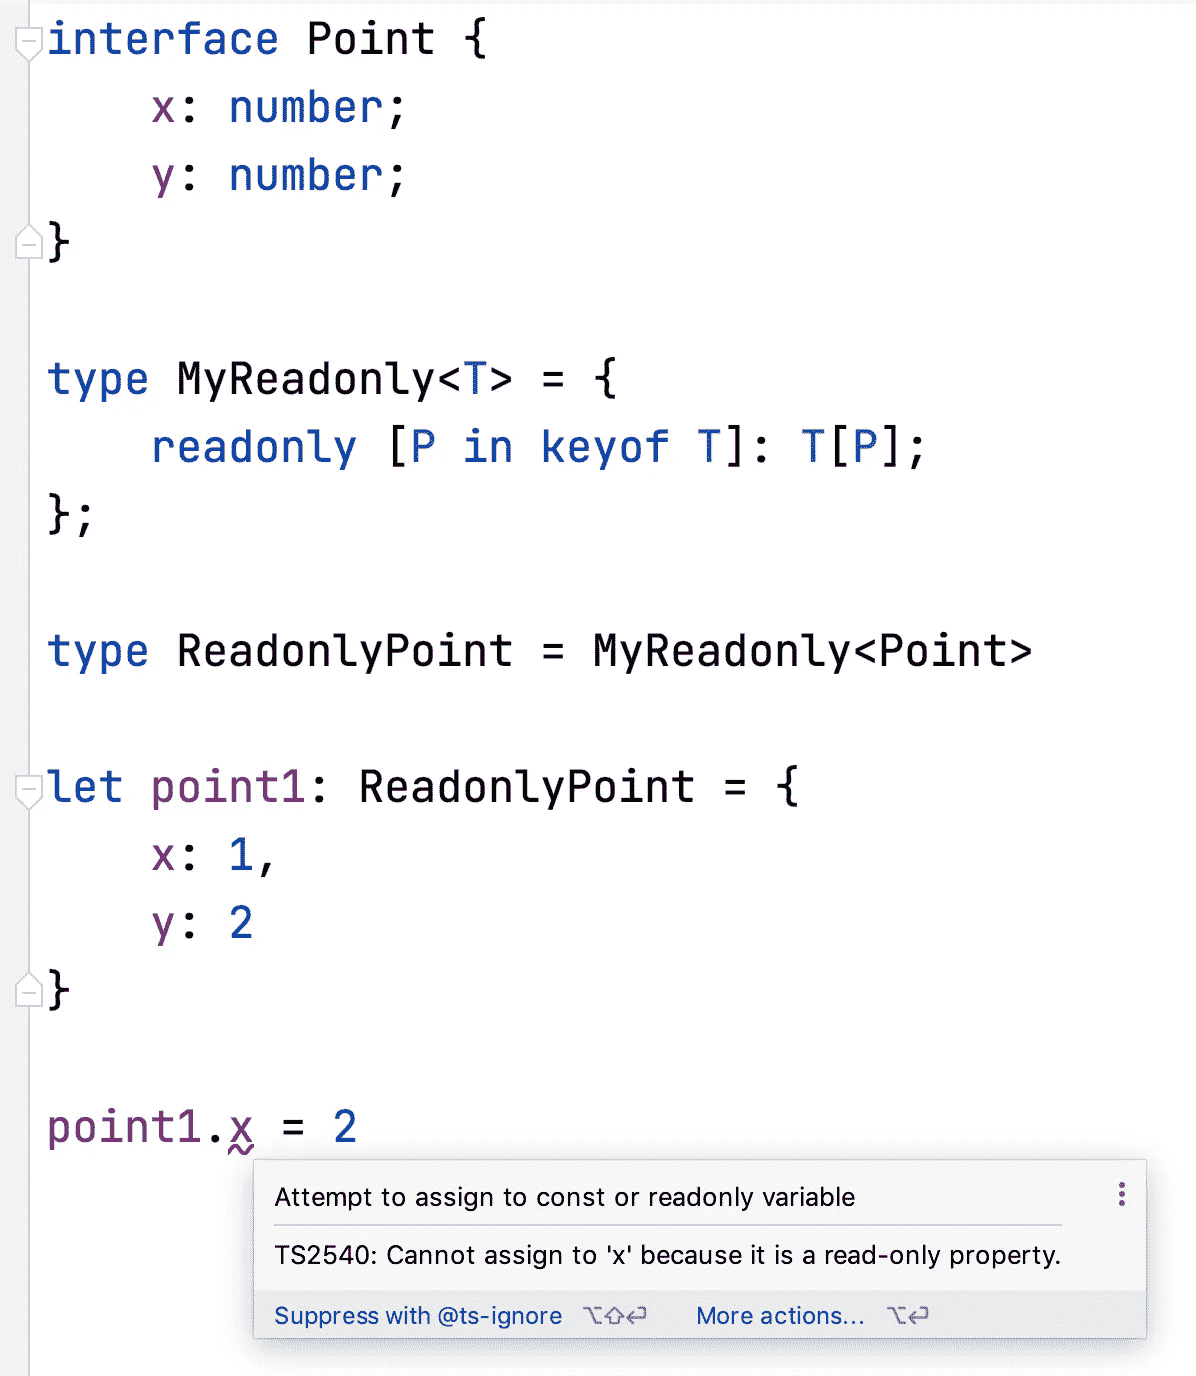 interface Point {
    x: number;
    y: number;
}
type MyReadonly<T> = {
    readonly [P in keyof T]: T[P];
};
type ReadonlyPoint = MyReadonly<Point>
let point1: ReadonlyPoint = {
    x: 1,
    y: 2
}
point1.x = 2
Attempt to assign to const or readonly variable
TS2540: Cannot assign to 'x' because it is a read-only property.
Suppress with @ts-ignore ⌥⇧⏎ More actions... ⌥⏎